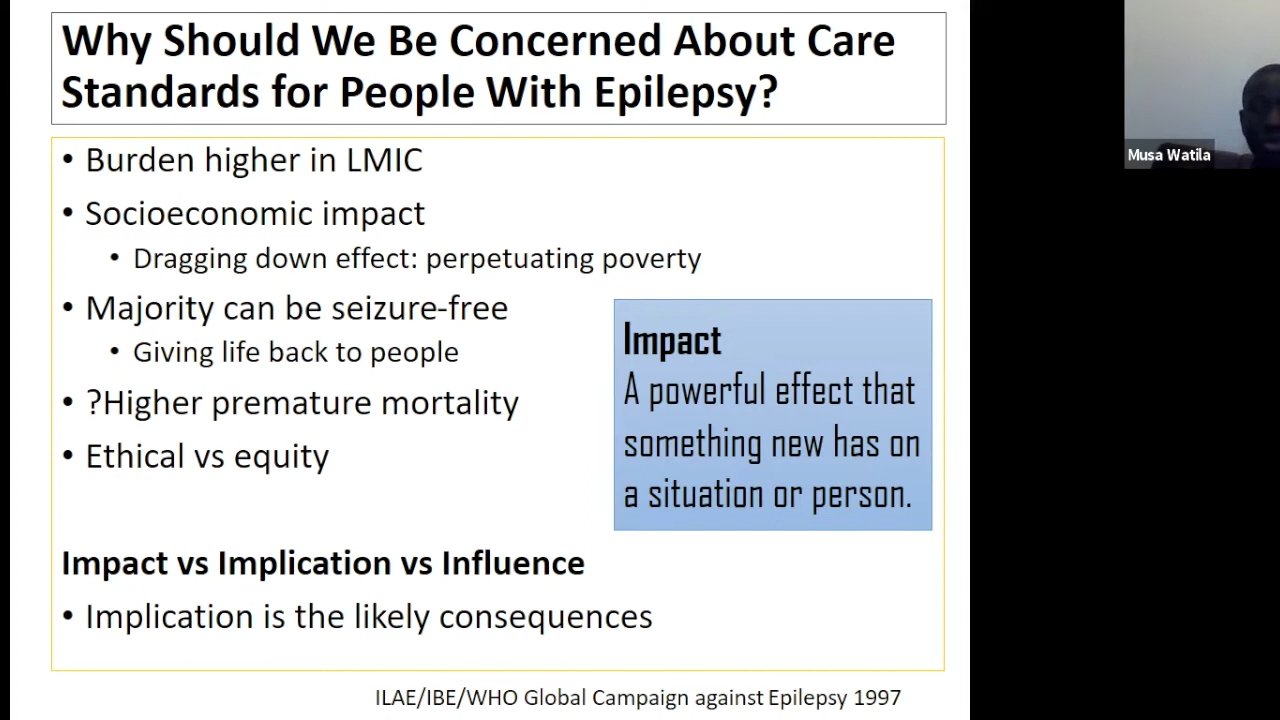 Why Should We Be Concerned About Care
Standards for People With Epilepsy?
• Burden higher in LMIC
• Socioeconomic impact
• Dragging down effect: perpetuating poverty
• Majority can be seizure-free
• Giving life back to people
• ?Higher premature mortality
• Ethical vs equity
Impact
A powerful effect that
something new has on
a situation or person.
Impact vs Implication vs Influence
• Implication is the likely consequences
ILAE/IBE/WHO Global Campaign against Epilepsy 1997
Musa Watila